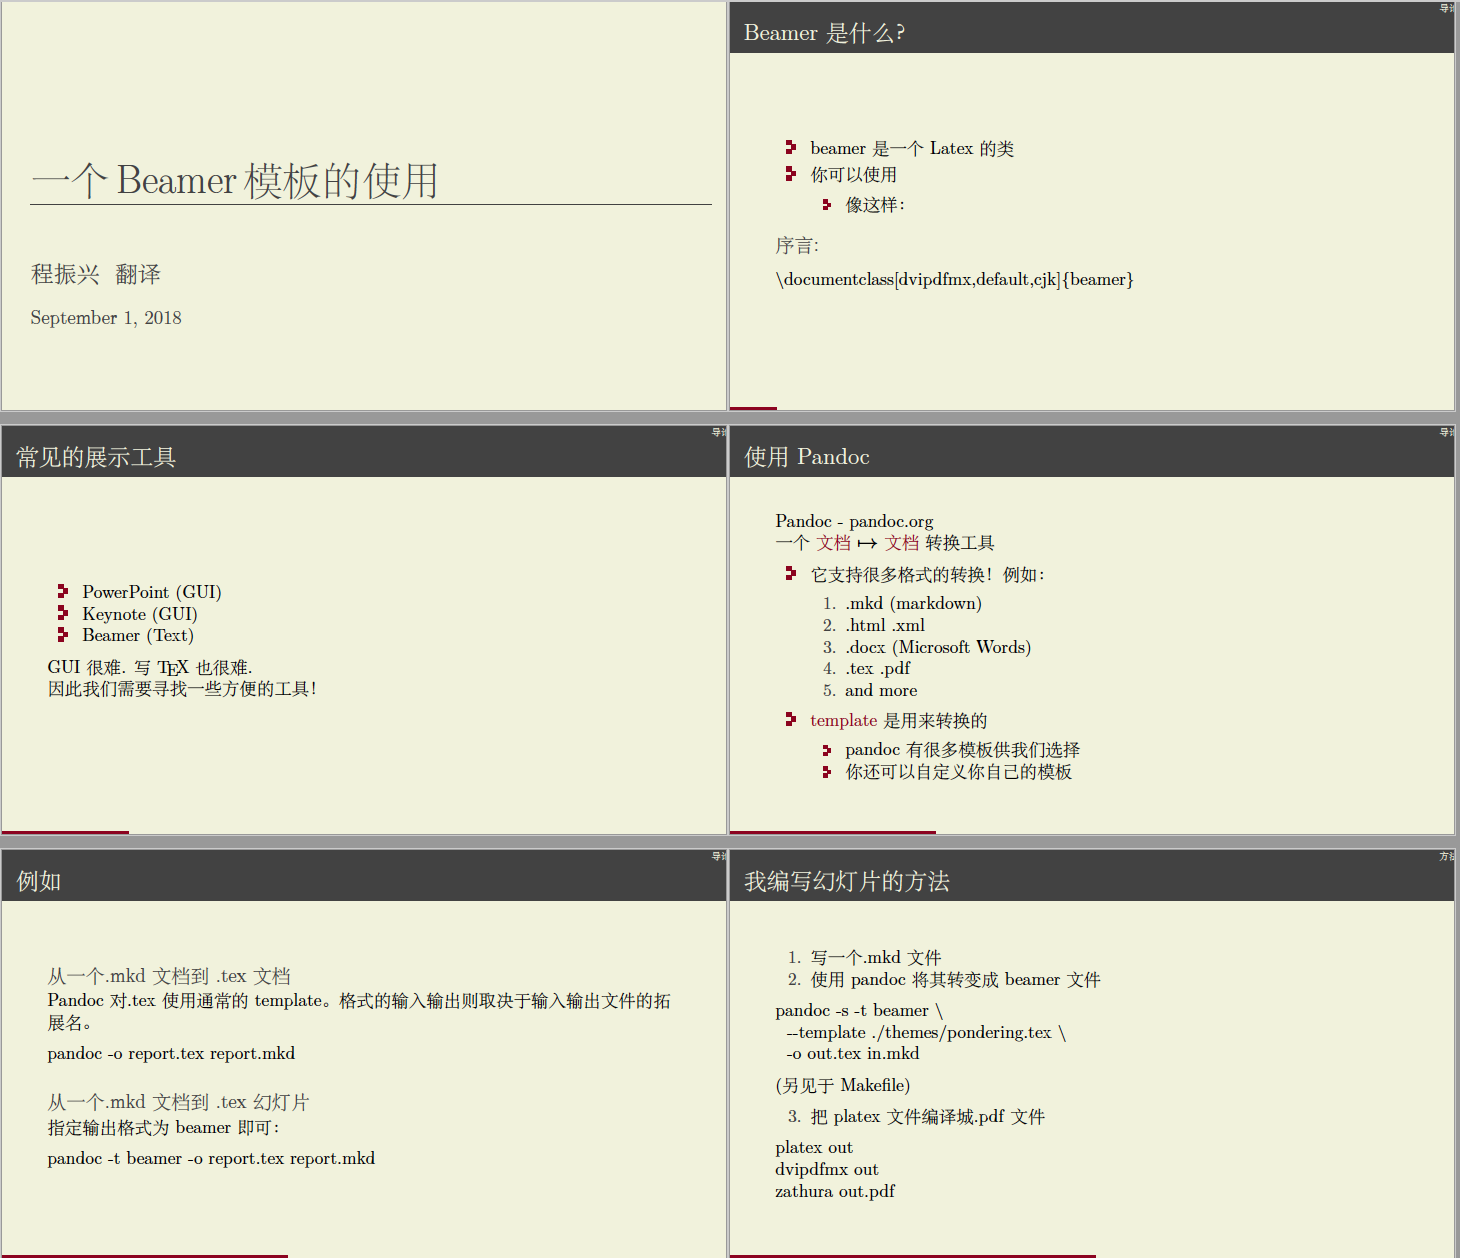 一个 Beamer 模板的使用
程振兴 翻译
September 1, 2018
导论
Beamer 是什么?
beamer 是一个 Latex 的类
你可以使用
像这样：
序言:
\documentclass[dvipdfmx,default,cjk]{beamer}
常见的展示工具
PowerPoint (GUI)
Keynote (GUI)
Beamer (Text)
GUI 很难. 写 TEX 也很难.
因此我们需要寻找一些方便的工具！
使用 Pandoc
Pandoc - pandoc.org
一个 文档 ↦ 文档 转换工具
它支持很多格式的转换！例如：
1. .mkd (markdown)
2. .html .xml
3. .docx (Microsoft Words)
4. .tex .pdf
5. and more
template 是用来转换的
pandoc 有很多模板供我们选择
你还可以自定义你自己的模板
例如
从一个.mkd 文档到 .tex 文档
Pandoc 对.tex 使用通常的 template。格式的输入输出则取决于输入输出文件的拓
展名。
pandoc -o report.tex report.mkd
从一个.mkd 文档到 .tex 幻灯片
指定输出格式为 beamer 即可：
pandoc -t beamer -o report.tex report.mkd
我编写幻灯片的方法
1. 写一个.mkd 文件
2. 使用 pandoc 将其转变成 beamer 文件
pandoc -s -t beamer \
--template ./themes/pondering.tex \
-o out.tex in.mkd
(另见于 Makefile)
3. 把 platex 文件编译城.pdf 文件
platex out
dvipdfmx out
zathura out.pdf